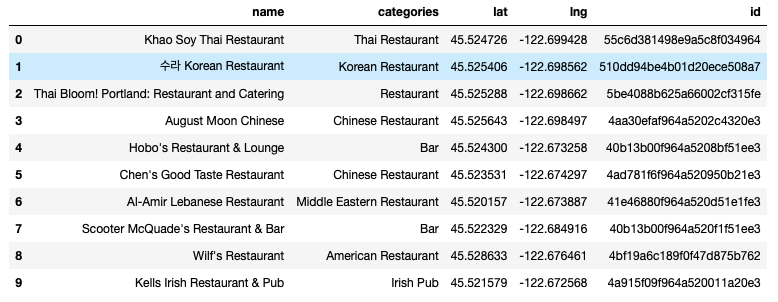 name categories lat lng id
0 Khao Soy Thai Restaurant Thai Restaurant 45.524726 -122.699428 55c6d381498e9a5c8f034964
1 수라 Korean Restaurant Korean Restaurant 45.525406 -122.698562 510dd94be4b01d20ece508a7
2 Thai Bloom! Portland: Restaurant and Catering Restaurant 45.525288 -122.698662 5be4088b625a66002cf315fe
3 August Moon Chinese Chinese Restaurant 45.525643 -122.698497 4aa30efaf964a5202c4320e3
4 Hobo's Restaurant & Lounge Bar 45.524300 -122.673258 40b13b00f964a5208bf51ee3
5 Chen's Good Taste Restaurant Chinese Restaurant 45.523531 -122.674297 4ad781f6f964a520950b21e3
6 Al-Amir Lebanese Restaurant Middle Eastern Restaurant 45.520157 -122.673887 41e46880f964a520d51e1fe3
7 Scooter McQuade's Restaurant & Bar Bar 45.522329 -122.684916 40b13b00f964a520f1f51ee3
8 Wilf's Restaurant American Restaurant 45.528633 -122.676461 4bf19a6c189f0f47d875b762
9 Kells Irish Restaurant & Pub Irish Pub 45.521579 -122.672568 4a915f09f964a520011a20e3